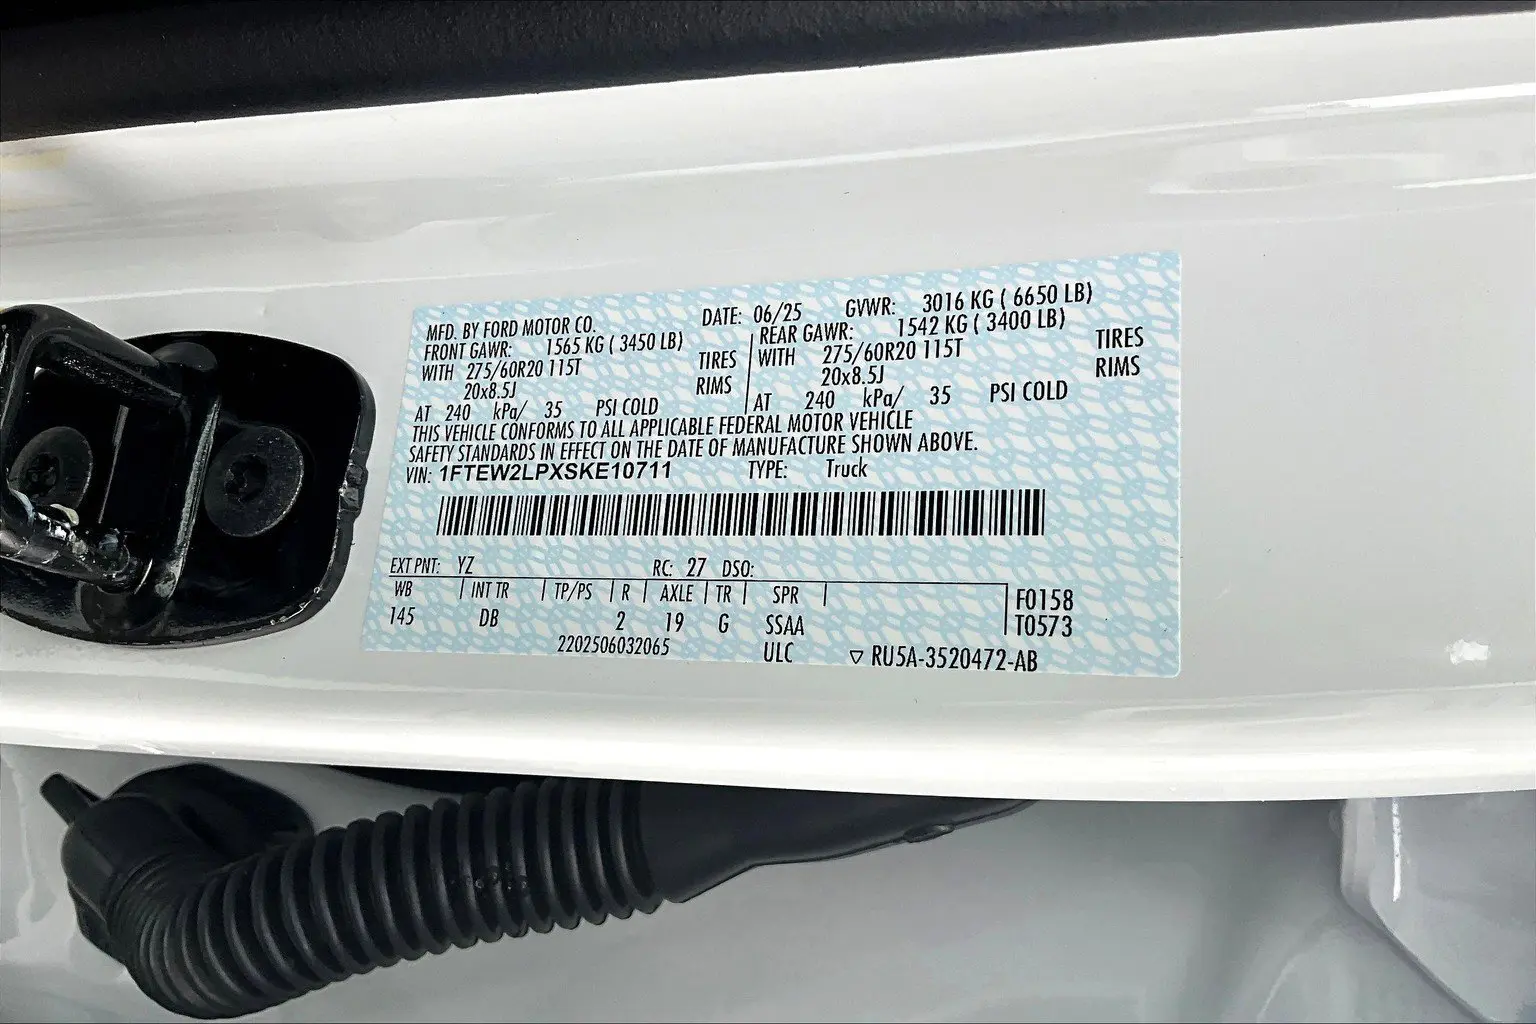 MFD. BY FORD MOTOR CO. DATE: 06/25 GVWR: 3016 KG ( 6650 LB)
FRONT GAWR: 1565 KG ( 3450 LB) REAR GAWR: 1542 KG ( 3400 LB)
WITH 275/60R20 115T TIRES WITH 275/60R20 115T TIRES
20x8.5J RIMS 20x8.5J RIMS
AT 240 kPa/ 35 PSI COLD AT 240 kPa/ 35 PSI COLD
THIS VEHICLE CONFORMS TO ALL APPLICABLE FEDERAL MOTOR VEHICLE
SAFETY STANDARDS IN EFFECT ON THE DATE OF MANUFACTURE SHOWN ABOVE.
VIN: 1FTEW2LPXSKE10711 TYPE: Truck
EXT PNT: YZ RC: 27 DSO:
WB INT TR TP/PS R AXLE TR SPR F0158
145 DB 2 19 G SSAA T0573
2202506032065 ULC ▽ RU5A-3520472-AB